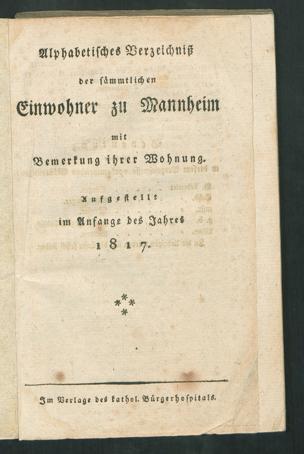 Alphabetisches Verzeichniß
der sämmtlichen
Einwohner zu Mannheim
mit
Bemerkung ihrer Wohnung.
Aufgestellt
im Anfange des Jahres
1817.
Im Verlage des kathol. Bürgerhospitals.